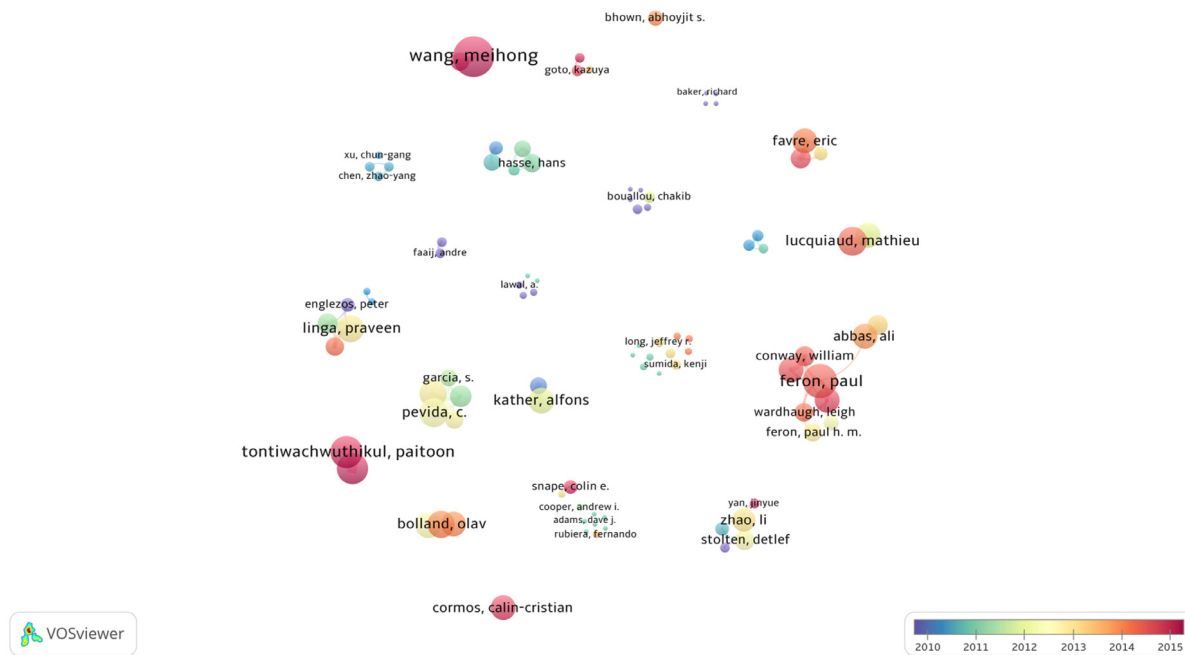 bhown, abhoyjit s.
wang, meihong
goto, kazuya
baker, richard
favre, eric
xu, chun-gang
hasse, hans
chen, zhao-yang
bouallou, chakib
lucquiaud, mathieu
faaij, andre
lawal, a.
englezos, peter
linga, praveen
abbas, ali
long, jeffrey r.
conway, william
sumida, kenji
garcia, s.
feron, paul
kather, alfons
pevida, c.
wardhaugh, leigh
feron, paul h. m.
tontiwachwuthikul, paitoon
snape, colin e.
yan, jinyue
cooper, andrew i.
adams, dave j.
zhao, li
bolland, olav
rubiera, fernando
stolten, detlef
cormos, calin-cristian
VOSviewer
2010 2011 2012 2013 2014 2015